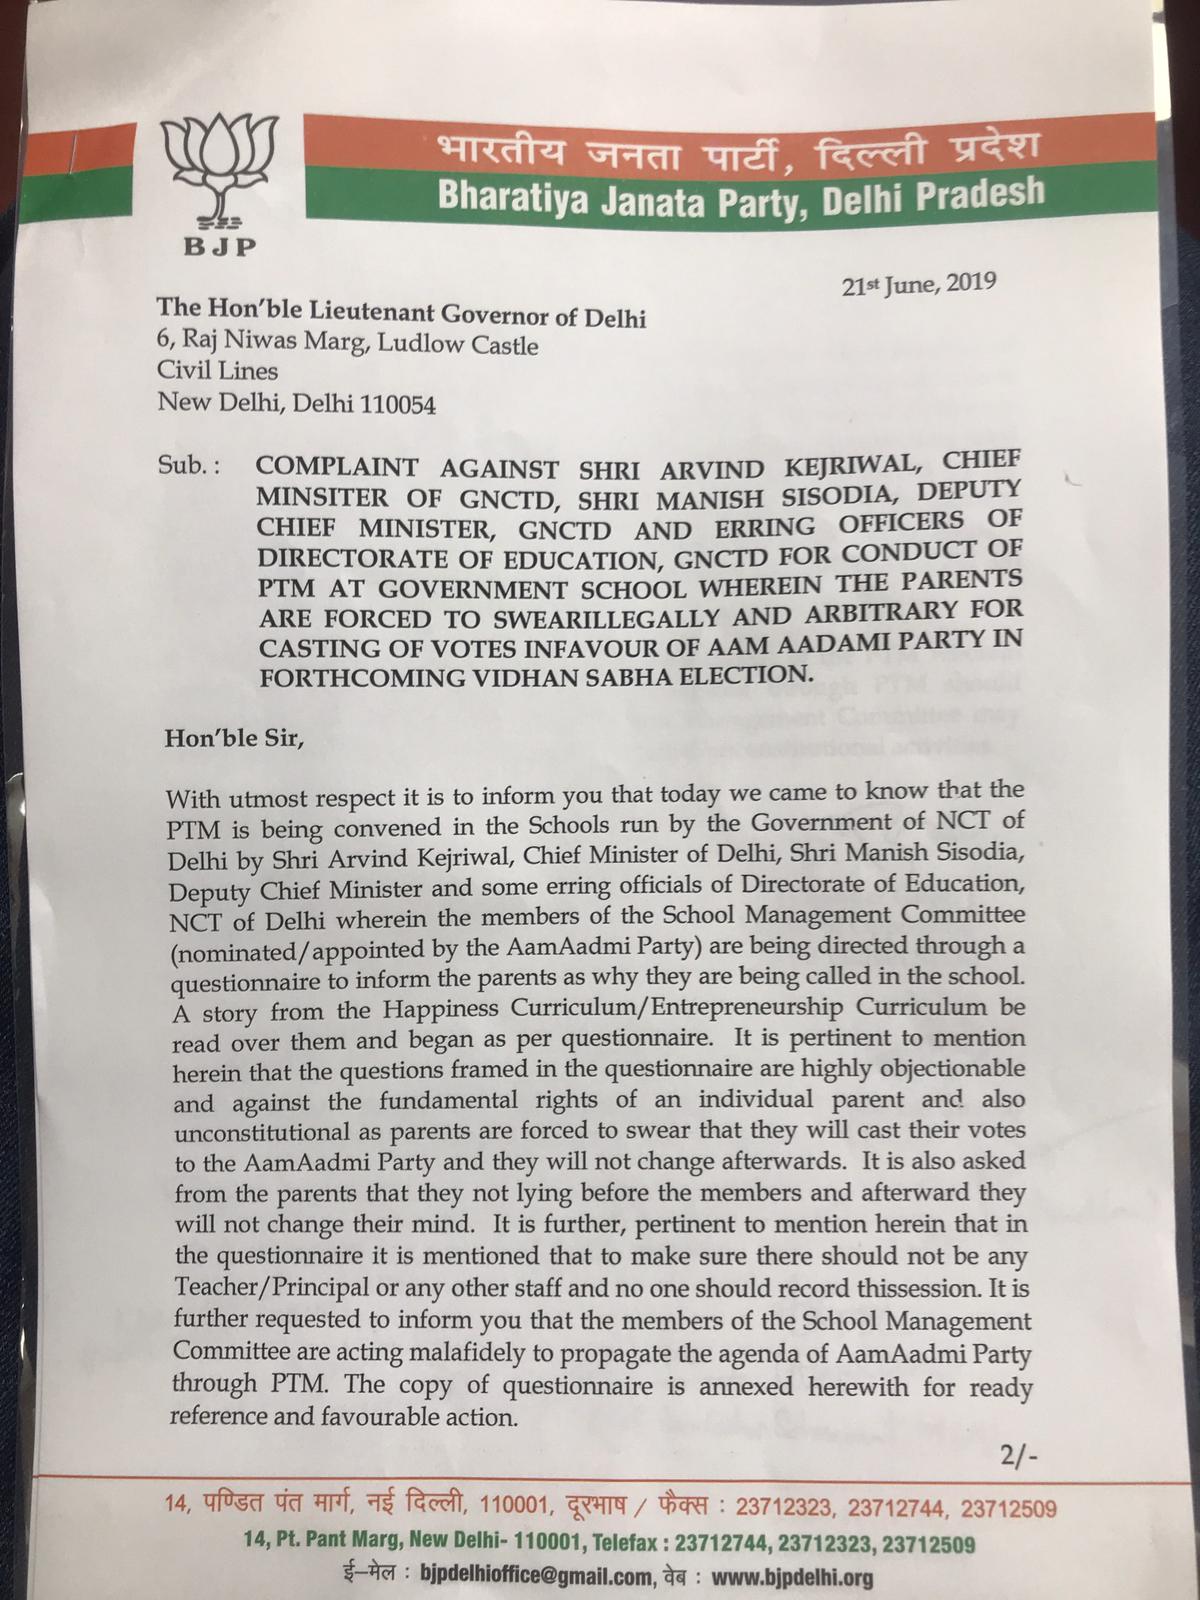 भारतीय जनता पार्टी, दिल्ली प्रदेश
Bharatiya Janata Party, Delhi Pradesh
BJP
21st June, 2019
The Hon'ble Lieutenant Governor of Delhi
6, Raj Niwas Marg, Ludlow Castle
Civil Lines
New Delhi, Delhi 110054
Sub. : COMPLAINT AGAINST SHRI ARVIND KEJRIWAL, CHIEF
MINSITER OF GNCTD, SHRI MANISH SISODIA, DEPUTY
CHIEF MINISTER, GNCTD AND ERRING OFFICERS OF
DIRECTORATE OF EDUCATION, GNCTD FOR CONDUCT OF
PTM AT GOVERNMENT SCHOOL WHEREIN THE PARENTS
ARE FORCED TO SWEARILLEGALLY AND ARBITRARY FOR
CASTING OF VOTES INFAVOUR OF AAM AADAMI PARTY IN
FORTHCOMING VIDHAN SABHA ELECTION.
Hon'ble Sir,
With utmost respect it is to inform you that today we came to know that the
PTM is being convened in the Schools run by the Government of NCT of
Delhi by Shri Arvind Kejriwal, Chief Minister of Delhi, Shri Manish Sisodia,
Deputy Chief Minister and some erring officials of Directorate of Education,
NCT of Delhi wherein the members of the School Management Committee
(nominated/appointed by the AamAadmi Party) are being directed through a
questionnaire to inform the parents as why they are being called in the school.
A story from the Happiness Curriculum/Entrepreneurship Curriculum be
read over them and began as per questionnaire. It is pertinent to mention
herein that the questions framed in the questionnaire are highly objectionable
and against the fundamental rights of an individual parent and also
unconstitutional as parents are forced to swear that they will cast their votes
to the AamAadmi Party and they will not change afterwards. It is also asked
from the parents that they not lying before the members and afterward they
will not change their mind. It is further, pertinent to mention herein that in
the questionnaire it is mentioned that to make sure there should not be any
Teacher/Principal or any other staff and no one should record thissession. It is
further requested to inform you that the members of the School Management
Committee are acting malafidely to propagate the agenda of AamAadmi Party
through PTM. The copy of questionnaire is annexed herewith for ready
reference and favourable action.
2/-
14, पण्डित पंत मार्ग, नई दिल्ली, 110001, दूरभाष / फैक्स : 23712323, 23712744, 23712509
14, Pt. Pant Marg, New Delhi- 110001, Telefax : 23712744, 23712323, 23712509
ई–मेल : bjpdelhioffice@gmail.com, वेब : www.bjpdelhi.org